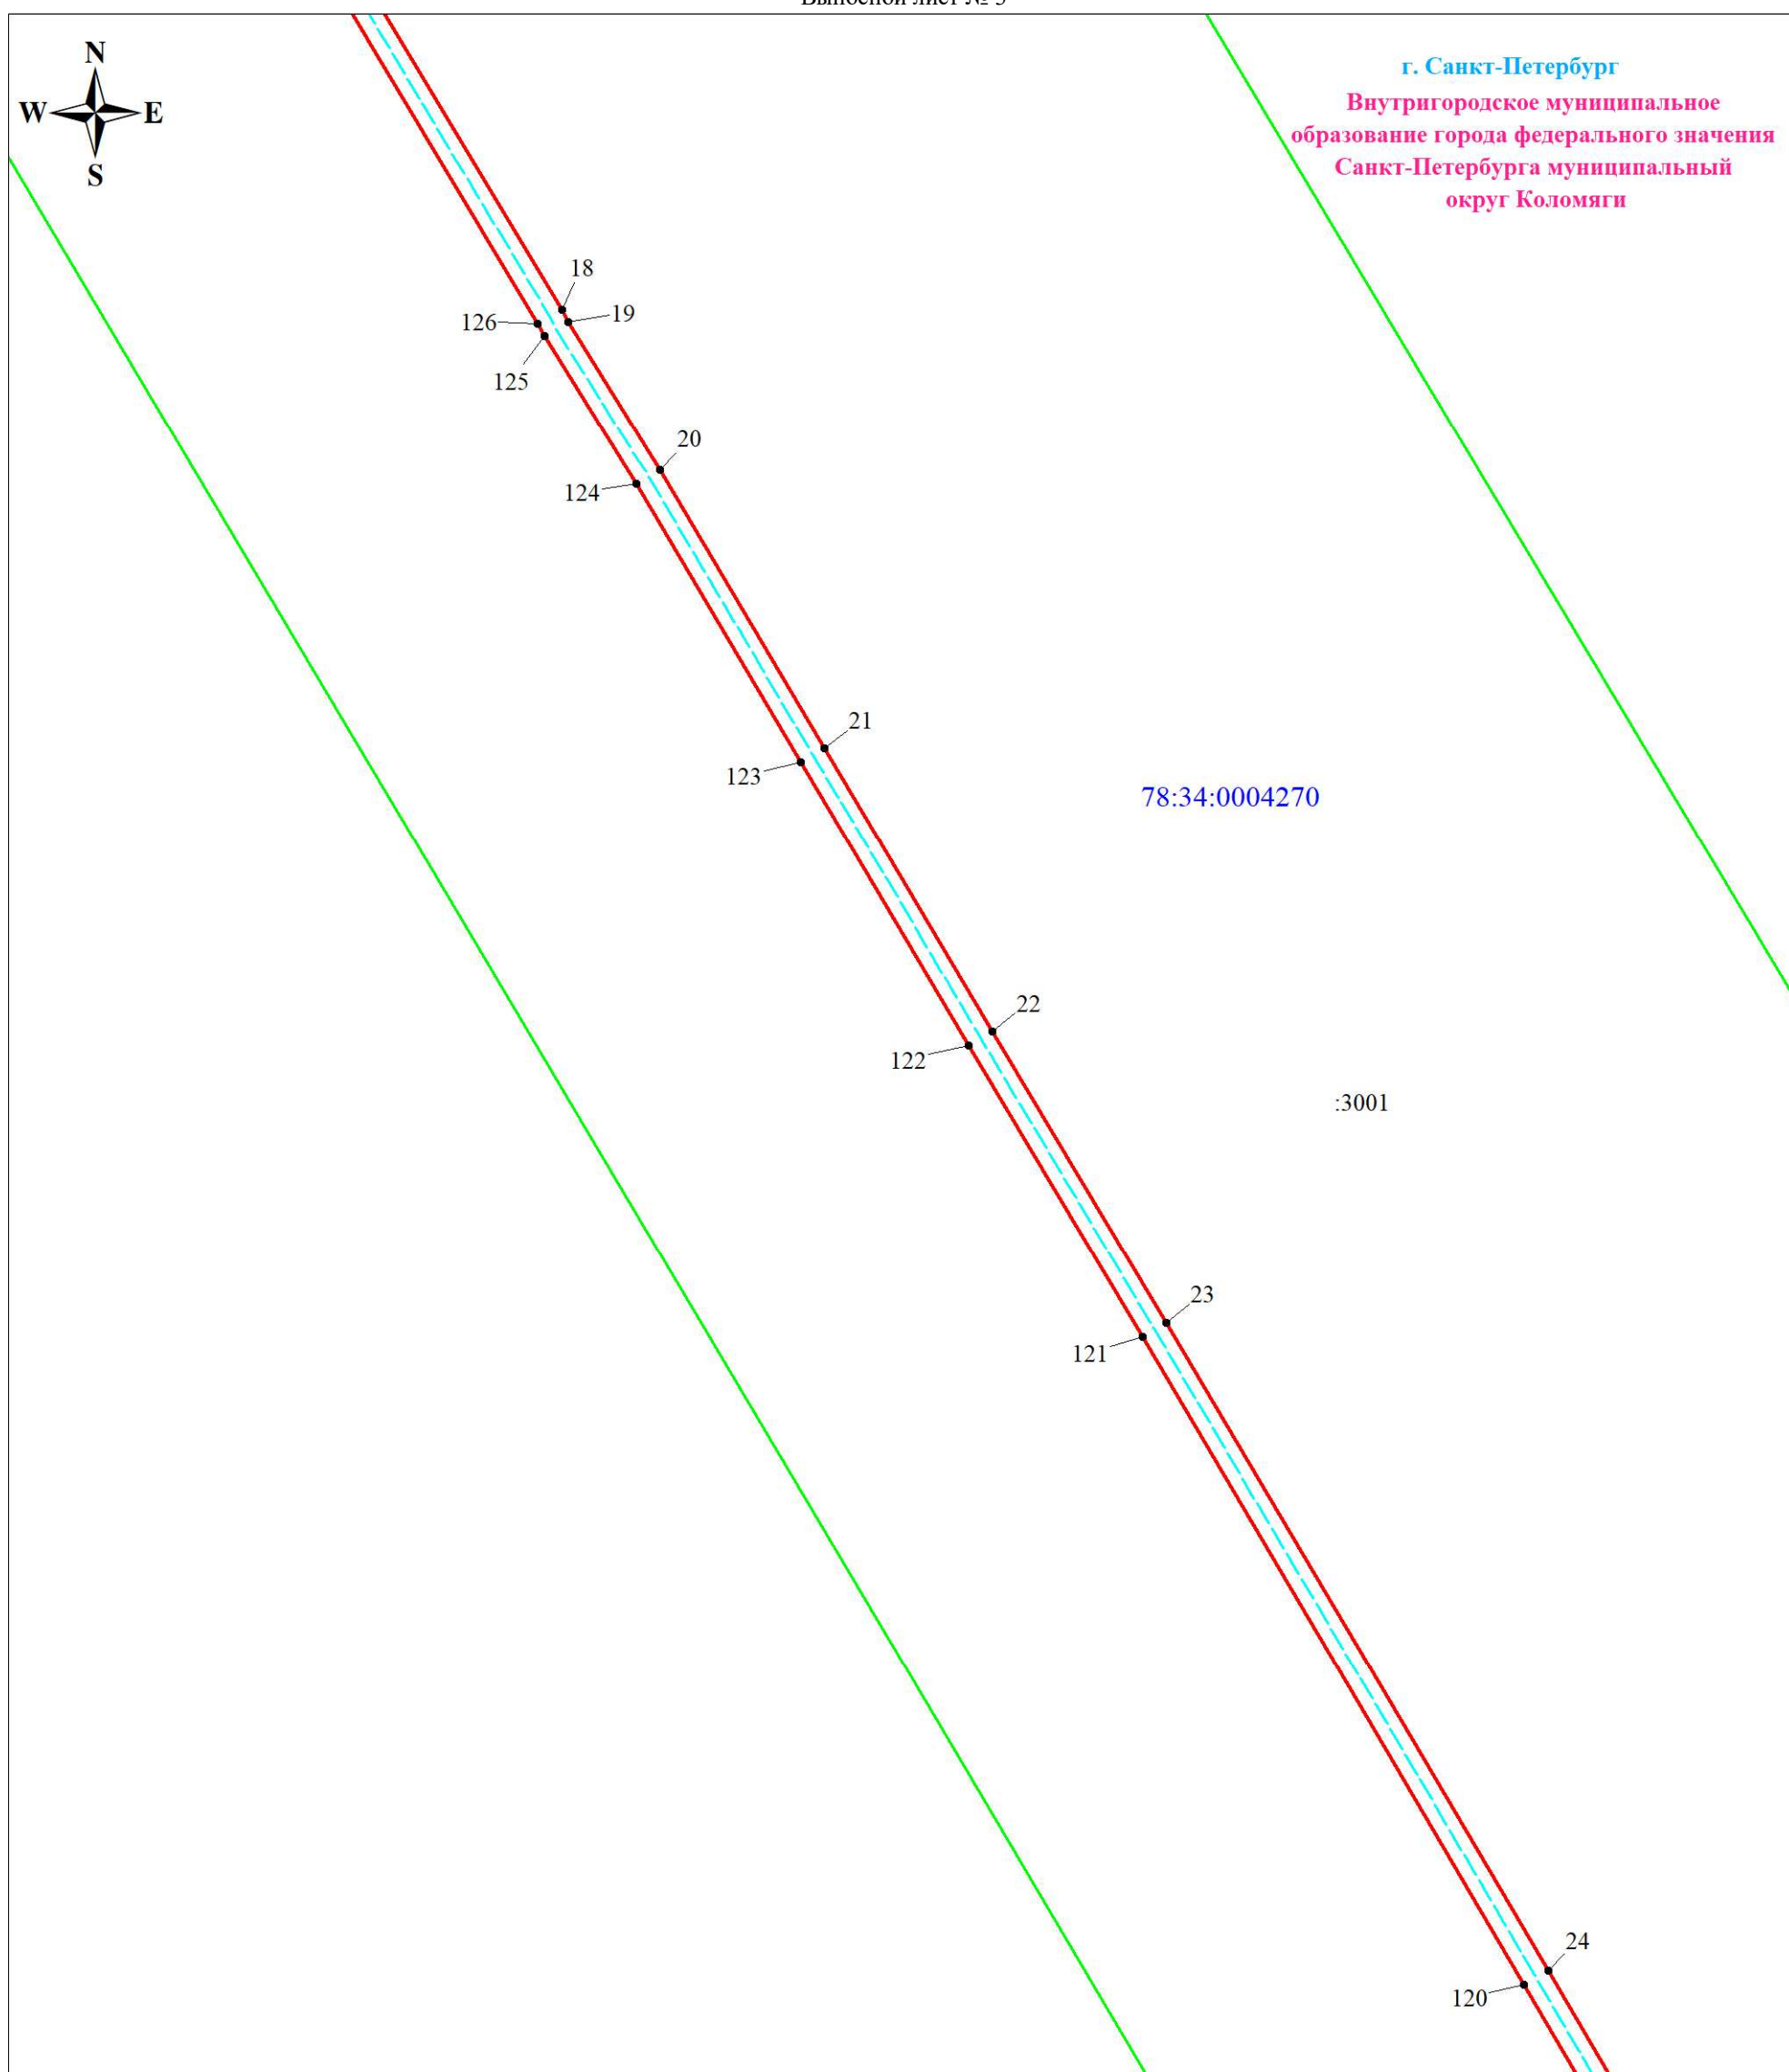 N
W E
S
г. Санкт-Петербург
Внутригородское муниципальное
образование города федерального значения
Санкт-Петербурга муниципальный
округ Коломяги
18
19
126
125
20
124
21
123
78:34:0004270
22
122
:3001
23
121
24
120